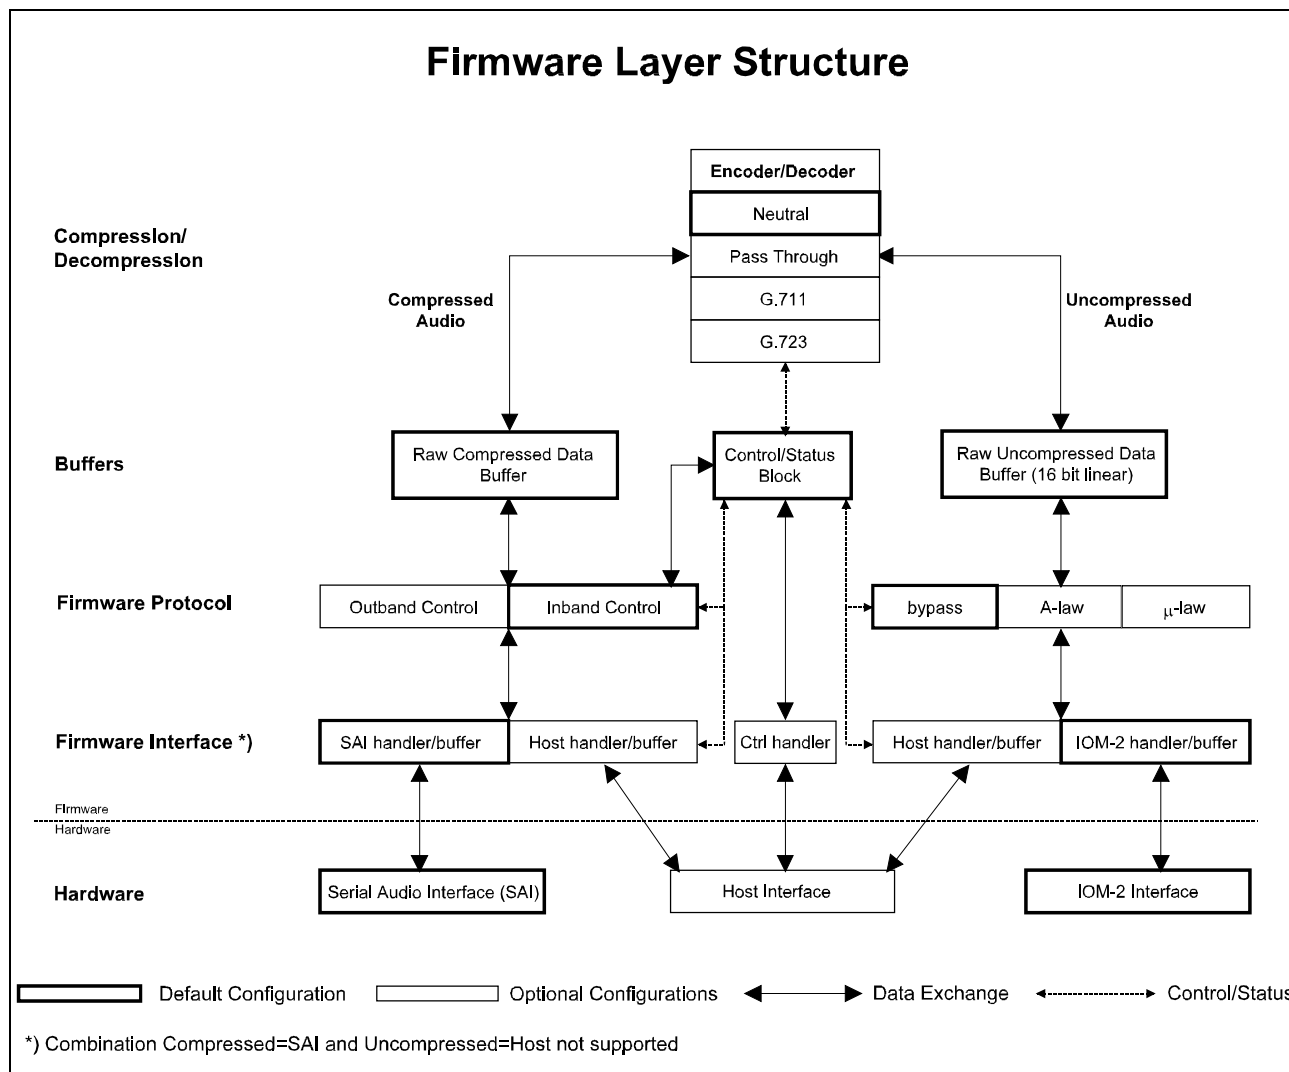 Firmware Layer Structure
Encoder/Decoder
Neutral
Compression/
Decompression
Pass Through
Compressed
Audio
G.711
Uncompressed
Audio
G.723
Buffers
Raw Compressed Data
Buffer
Control/Status
Block
Raw Uncompressed Data
Buffer (16 bit linear)
Firmware Protocol
Outband Control
Inband Control
bypass
A-law
μ-law
Firmware Interface *)
SAI handler/buffer
Host handler/buffer
Ctrl handler
Host handler/buffer
IOM-2 handler/buffer
Firmware
Hardware
Hardware
Serial Audio Interface (SAI)
Host Interface
IOM-2 Interface
Default Configuration
Optional Configurations
Data Exchange
Control/Status
*) Combination Compressed=SAI and Uncompressed=Host not supported